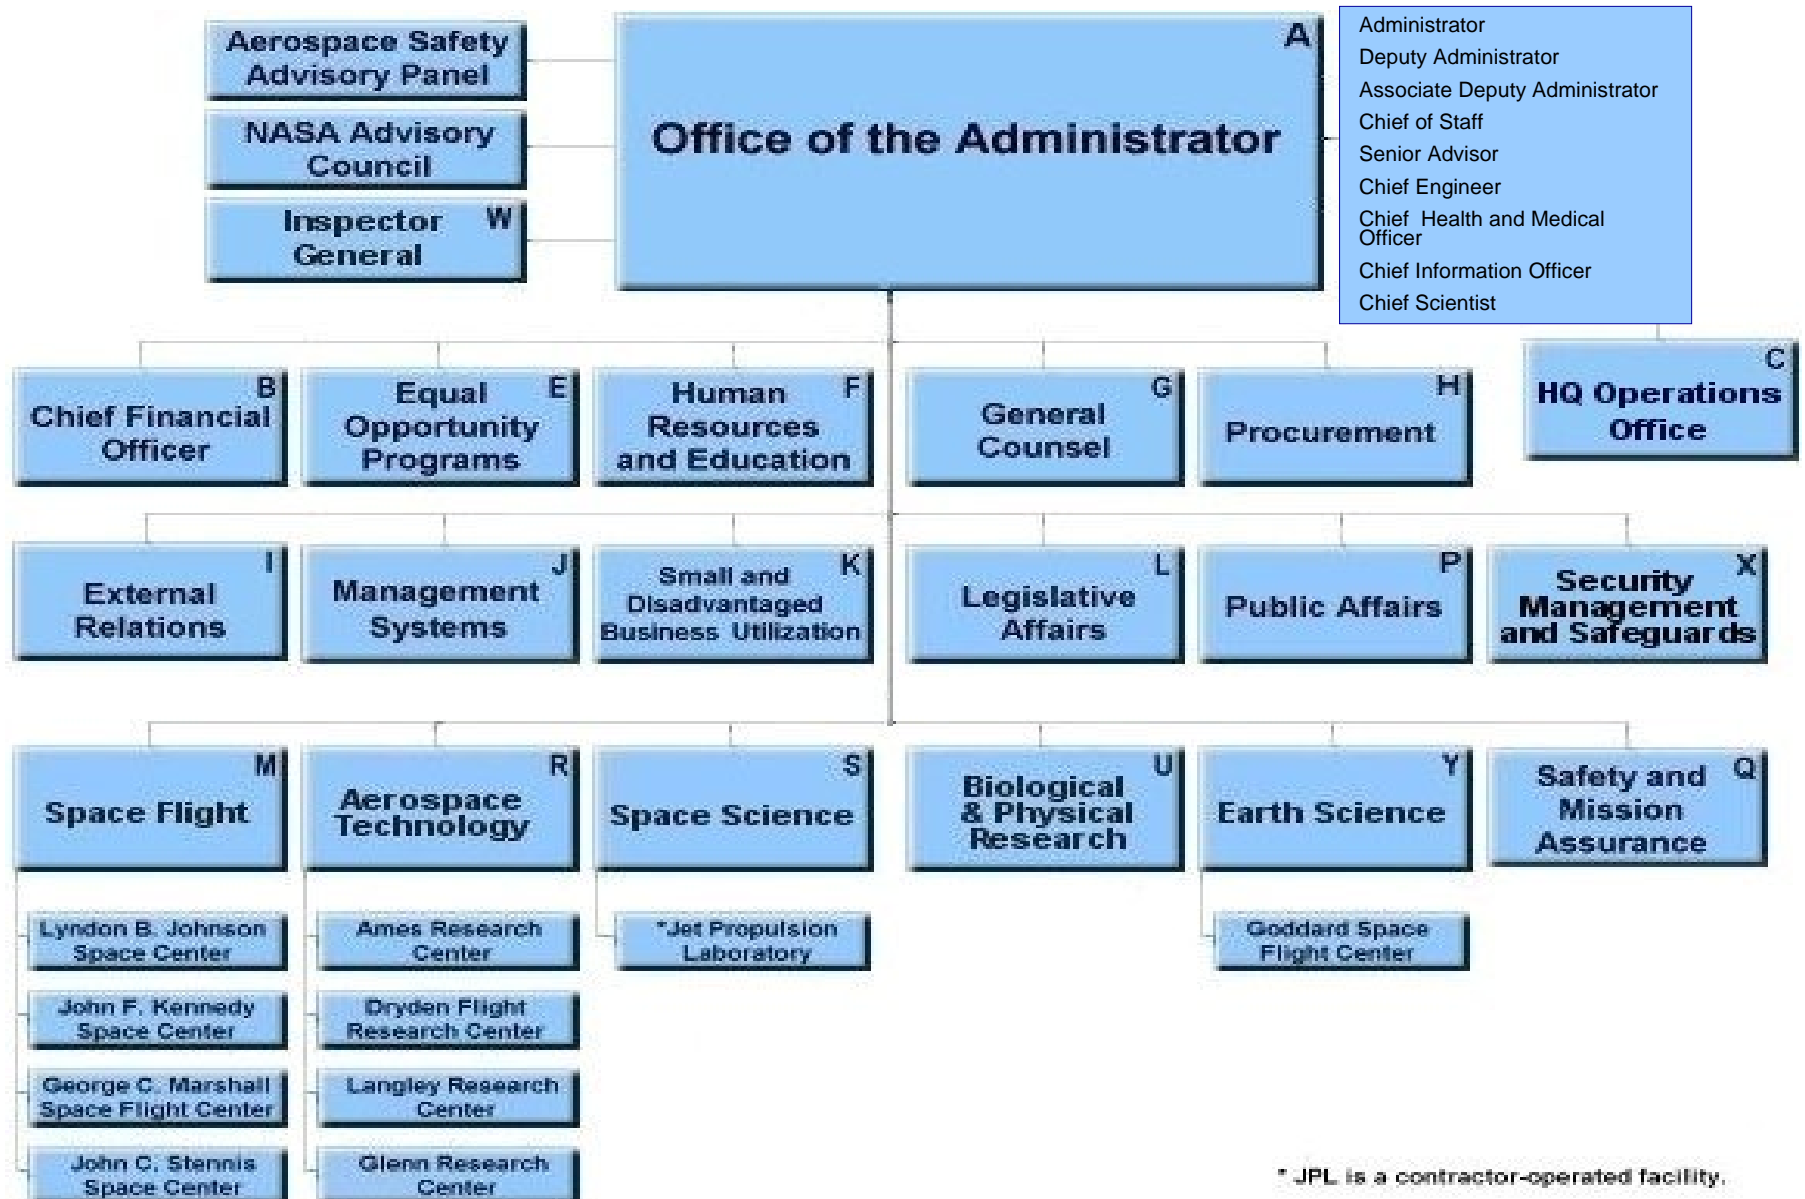 Aerospace Safety
Advisory Panel
NASA Advisory
Council
Inspector W
General
A
Office of the Administrator
Administrator
Deputy Administrator
Associate Deputy Administrator
Chief of Staff
Senior Advisor
Chief Engineer
Chief  Health and Medical
Officer
Chief Information Officer
Chief Scientist
B
Chief Financial
Officer
Equal E
Opportunity
Programs
Human F
Resources
and Education
G
General
Counsel
H
Procurement
C
HQ Operations
Office
I
External
Relations
J
Management
Systems
K
Small and
Disadvantaged
Business Utilization
L
Legislative
Affairs
P
Public Affairs
X
Security
Management
and Safeguards
M
Space Flight
R
Aerospace
Technology
S
Space Science
U
Biological
& Physical
Research
Y
Earth Science
Safety and Q
Mission
Assurance
Lyndon B. Johnson
Space Center
John F. Kennedy
Space Center
George C. Marshall
Space Flight Center
John C. Stennis
Space Center
Ames Research
Center
Dryden Flight
Research Center
Langley Research
Center
Glenn Research
Center
*Jet Propulsion
Laboratory
Goddard Space
Flight Center
* JPL is a contractor-operated facility.